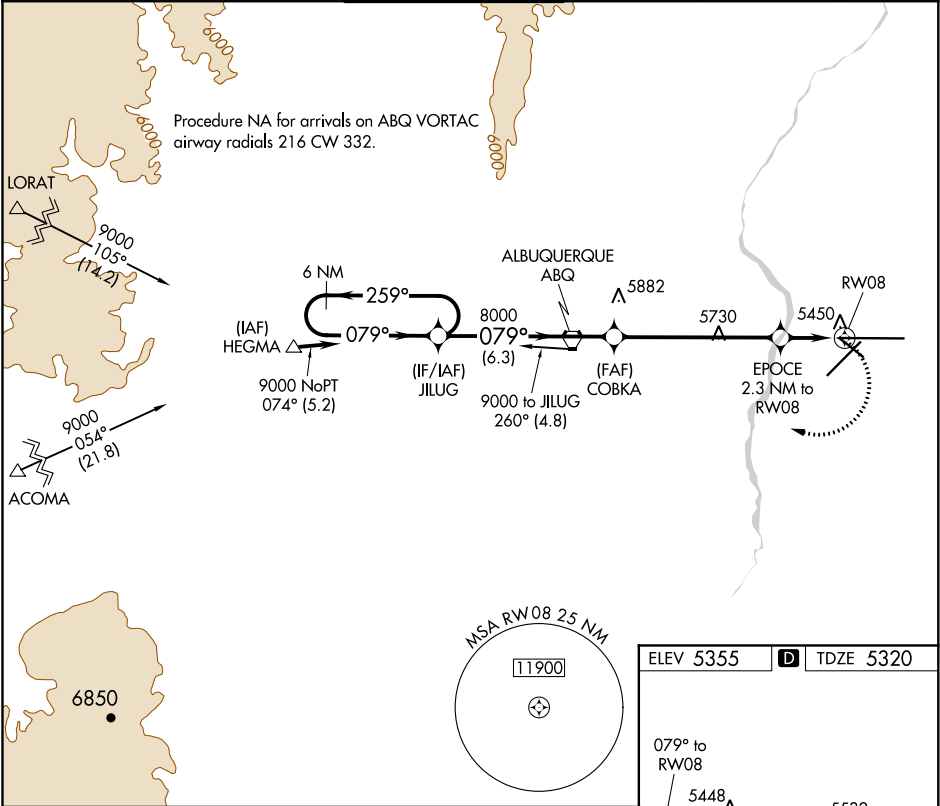 6000
6000
6000
Procedure NA for arrivals on ABQ VORTAC
airway radials 216 CW 332.
LORAT
9000
105°
(14.2)
6 NM
259°
079°
(IAF)
HEGMA
9000 NoPT
074° (5.2)
(IF/IAF)
JILUG
8000
079°
(6.3)
9000 to JILUG
260° (4.8)
ALBUQUERQUE
ABQ
5882
(FAF)
COBKA
5730
5450
RW08
EPOCE
2.3 NM to
RW08
9000
054°
(21.8)
ACOMA
6850
MSA RW08 25 NM
11900
ELEV 5355
D
TDZE 5320
079° to
RW08
5448